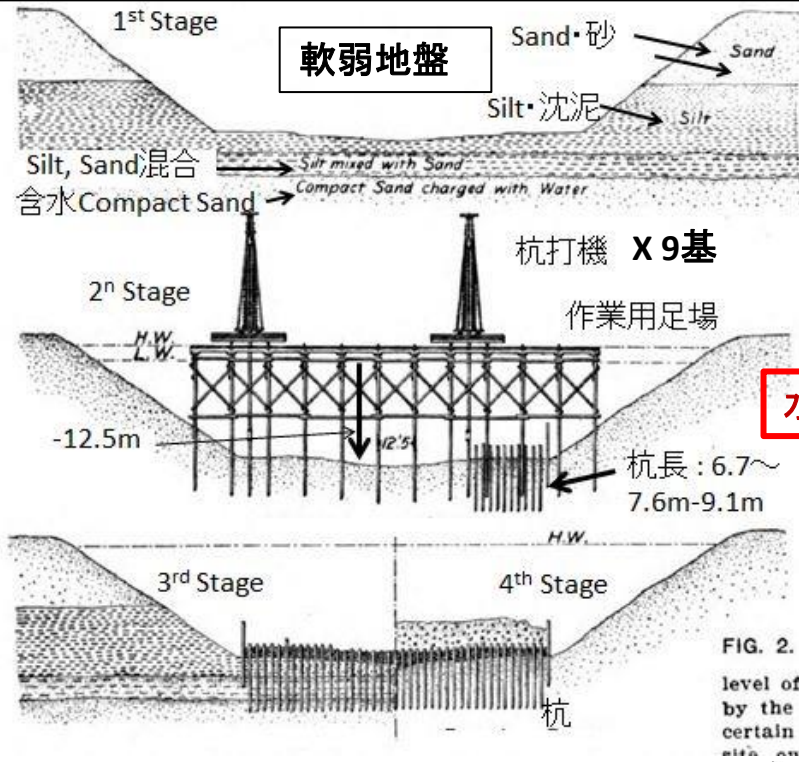 1st Stage
軟弱地盤
Sand・砂
Sand
Silt・沈泥
Silt
Silt, Sand混合
Silt mixed with Sand
含水Compact Sand
Compact Sand charged with Water
杭打機 X 9基
2n Stage
作業用足場
H.W.
L.W.
-12.5m
12'5
杭長 : 6.7～
7.6m-9.1m
H.W.
3rd Stage
4th Stage
FIG. 2.
level of
by the
certain
杭